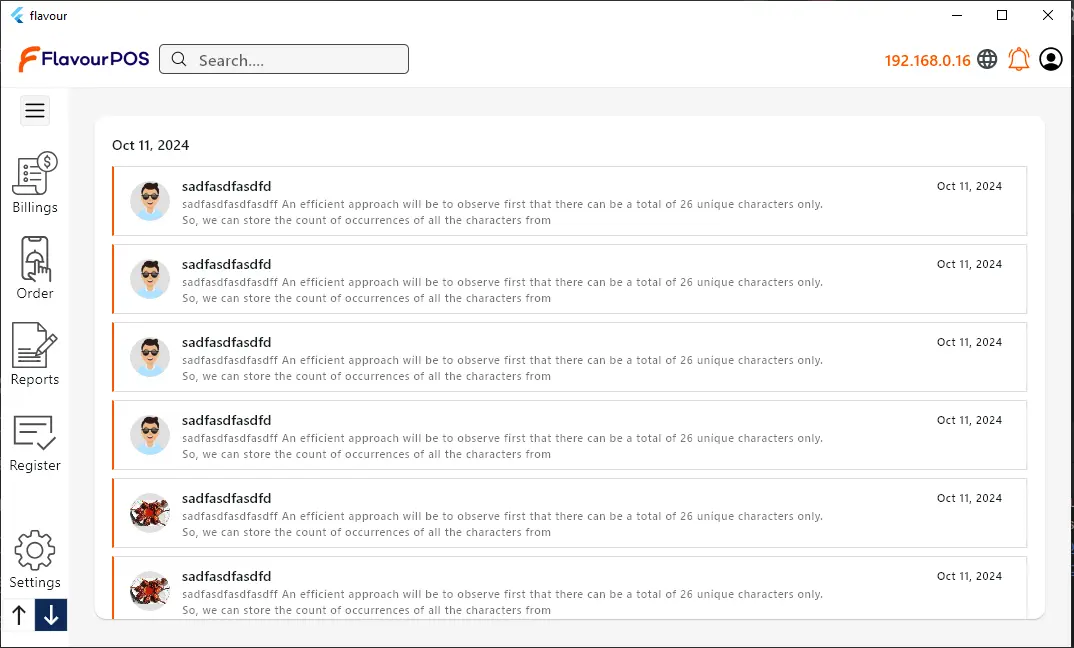 flavour
FlavourPOS
Search....
192.168.0.16
Billings
Order
Reports
Register
Settings
Oct 11, 2024
sadfasdfasdfd
Oct 11, 2024
sadfasdfasdfasdff An efficient approach will be to observe first that there can be a total of 26 unique characters only.
So, we can store the count of occurrences of all the characters from
sadfasdfasdfd
Oct 11, 2024
sadfasdfasdfasdff An efficient approach will be to observe first that there can be a total of 26 unique characters only.
So, we can store the count of occurrences of all the characters from
sadfasdfasdfd
Oct 11, 2024
sadfasdfasdfasdff An efficient approach will be to observe first that there can be a total of 26 unique characters only.
So, we can store the count of occurrences of all the characters from
sadfasdfasdfd
Oct 11, 2024
sadfasdfasdfasdff An efficient approach will be to observe first that there can be a total of 26 unique characters only.
So, we can store the count of occurrences of all the characters from
sadfasdfasdfd
Oct 11, 2024
sadfasdfasdfasdff An efficient approach will be to observe first that there can be a total of 26 unique characters only.
So, we can store the count of occurrences of all the characters from
sadfasdfasdfd
Oct 11, 2024
sadfasdfasdfasdff An efficient approach will be to observe first that there can be a total of 26 unique characters only.
So, we can store the count of occurrences of all the characters from